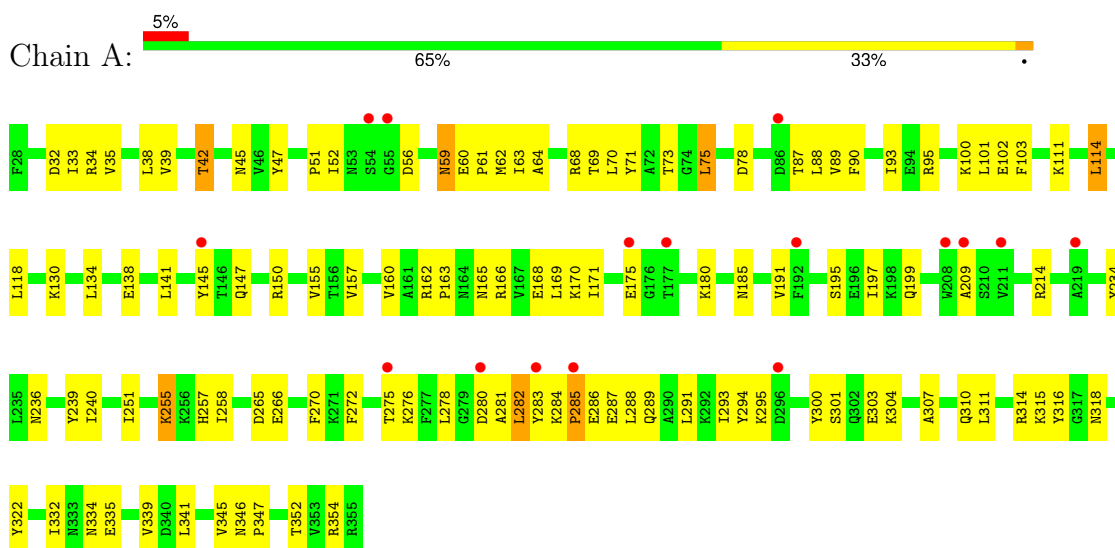 5%
Chain A:
65% 33% •
F28 D32 I33 R34 V35 L38 V39 T42 N45 V46 Y47 P51 I52 N53 S54 G55 D56 N59 E60 P61 M62 I63 A64 R68 T69 L70 Y71 A72 T73 G74 L75 D78 D86 T87 L88 V89 F90 I93 E94 R95 K100 L101 E102 F103 K111 L114
L118 K130 L134 E138 L141 Y145 T146 Q147 R150 V155 T156 V157 V160 A161 R162 P163 N164 N165 R166 V167 E168 L169 K170 I171 E175 G176 T177 K180 N185 V191 F192 S195 E196 I197 K198 Q199 W208 A209 S210 V211 R214 A219 Y234
L235 N236 Y239 I240 I251 K255 K256 H257 I258 D265 E266 F270 K271 F272 T275 K276 F277 L278 G279 D280 A281 L282 Y283 K284 P285 E286 E287 L288 Q289 A290 L291 K292 I293 Y294 K295 D296 Y300 S301 Q302 E303 K304 A307 Q310 L311 R314 K315 Y316 G317 N318
Y322 I332 N333 N334 E335 V339 D340 L341 V345 N346 P347 T352 V353 R354 R355